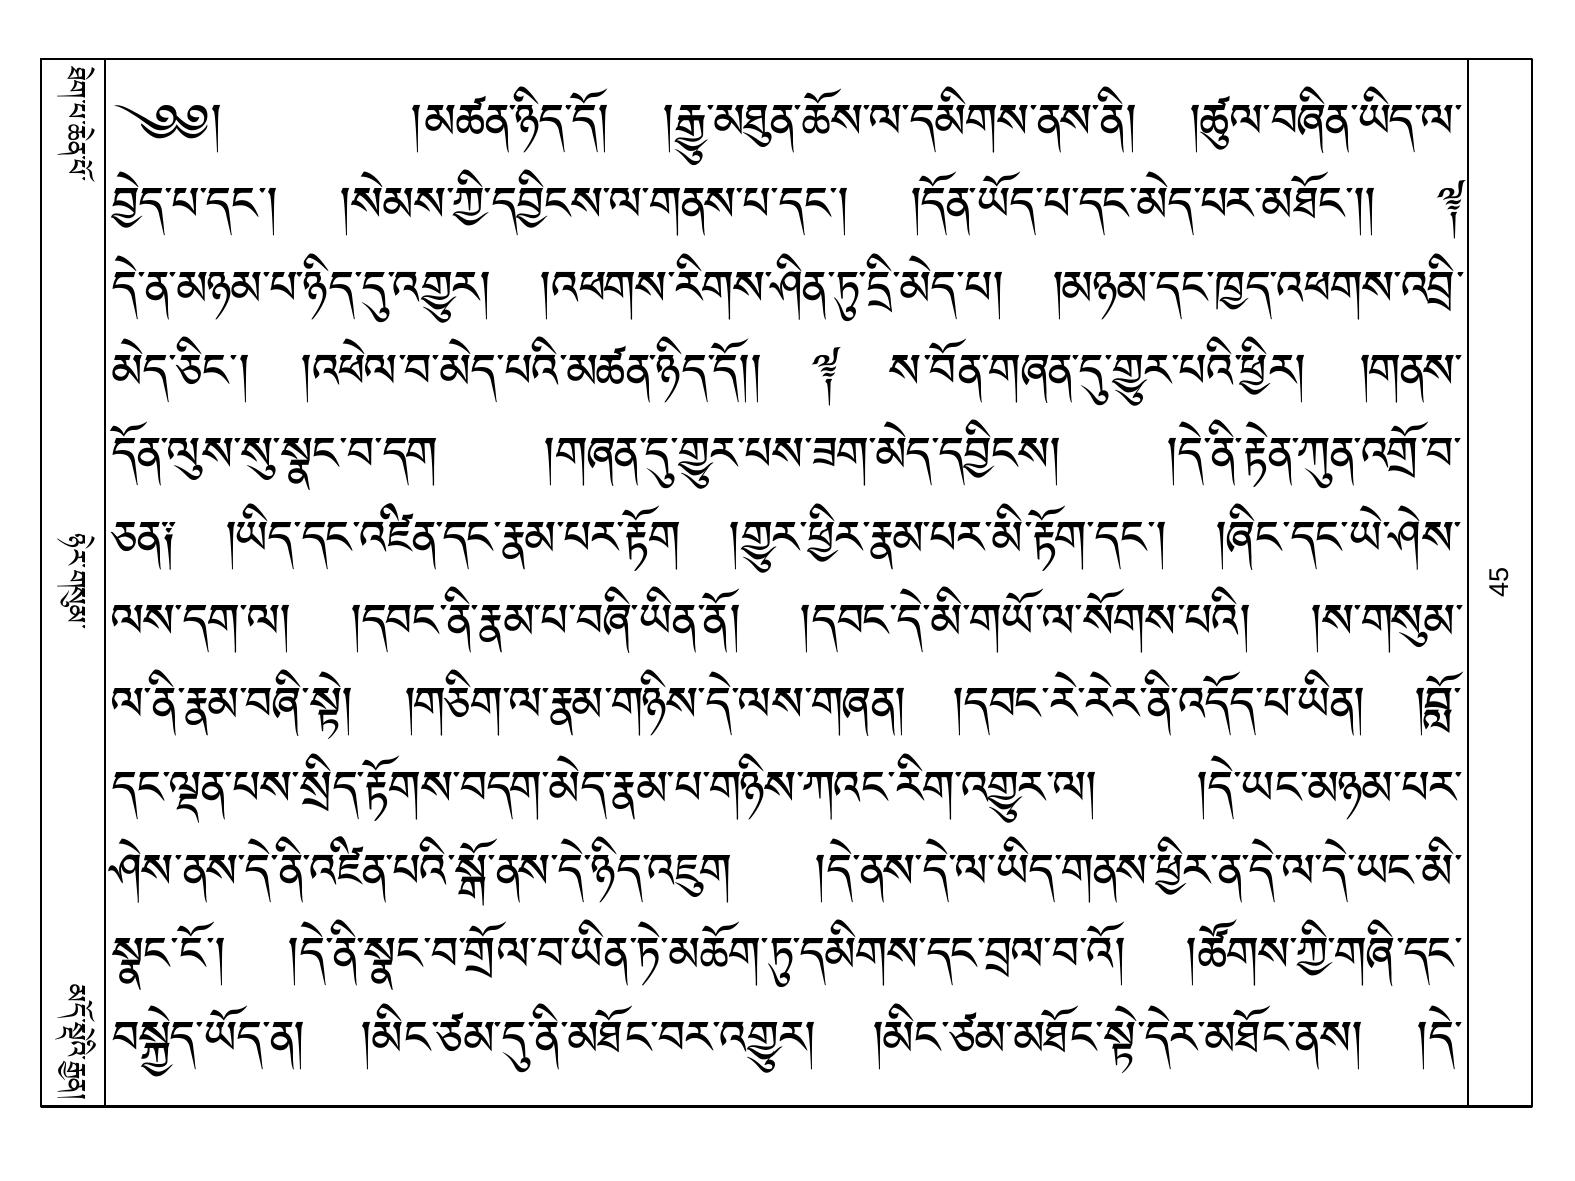 ཐེག་པ་ཆེན་པོ་
ཉེར་གསུམ་
མདོ་སྡེའི་རྒྱན།
༄༅། །མཚན་ཉིད་དོ། །རྒྱུ་མཐུན་ཆོས་ལ་དམིགས་ནས་ནི། །ཚུལ་བཞིན་ཡིད་ལ་
བྱེད་པ་དང་། །སེམས་ཀྱི་དབྱིངས་ལ་གནས་པ་དང་། །དོན་ཡོད་པ་དང་མེད་པར་མཐོང་།། ༈
དེ་ན་མཉམ་པ་ཉིད་དུ་འགྱུར། །འཕགས་རིགས་ཤིན་ཏུ་དྲི་མེད་པ། །མཉམ་དང་ཁྱད་འཕགས་འབྲི་
མེད་ཅིང་། །འཕེལ་བ་མེད་པའི་མཚན་ཉིད་དོ།། ༈ ས་བོན་གཞན་དུ་གྱུར་པའི་ཕྱིར། །གནས་
དོན་ལུས་སུ་སྣང་བ་དག །གཞན་དུ་གྱུར་པས་ཟག་མེད་དབྱིངས། །དེ་ནི་རྟེན་ཀུན་འགྲོ་བ་
ཅན༑ །ཡིད་དང་འཛིན་དང་རྣམ་པར་རྟོག །གྱུར་ཕྱིར་རྣམ་པར་མི་རྟོག་དང་། །ཞིང་དང་ཡེ་ཤེས་
ལས་དག་ལ། །དབང་ནི་རྣམ་པ་བཞི་ཡིན་ནོ། །དབང་དེ་མི་གཡོ་ལ་སོགས་པའི། །ས་གསུམ་
ལ་ནི་རྣམ་བཞི་སྟེ། །གཅིག་ལ་རྣམ་གཉིས་དེ་ལས་གཞན། །དབང་རེ་རེར་ནི་འདོད་པ་ཡིན། །བློ་
དང་ལྡན་པས་སྲིད་རྟོགས་བདག་མེད་རྣམ་པ་གཉིས་ཀའང་རིག་འགྱུར་ལ། །དེ་ཡང་མཉམ་པར་
ཤེས་ནས་དེ་ནི་འཛིན་པའི་སྒོ་ནས་དེ་ཉིད་འཇུག །དེ་ནས་དེ་ལ་ཡིད་གནས་ཕྱིར་ན་དེ་ལ་དེ་ཡང་མི་
སྣང་ངོ་། །དེ་ནི་སྣང་བ་གྲོལ་བ་ཡིན་ཏེ་མཆོག་ཏུ་དམིགས་དང་བྲལ་བ་འོ། །ཚོགས་ཀྱི་གཞི་དང་
བསྐྱེད་ཡོད་ན། །མིང་ཙམ་དུ་ནི་མཐོང་བར་འགྱུར། །མིང་ཙམ་མཐོང་སྟེ་དེར་མཐོང་ནས། །དེ་
45